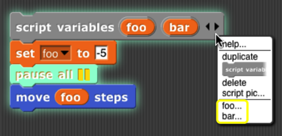 script variables foo bar
set foo to -5
pause all
move foo steps
help...
duplicate
script variab
delete
script pic...
foo...
bar...